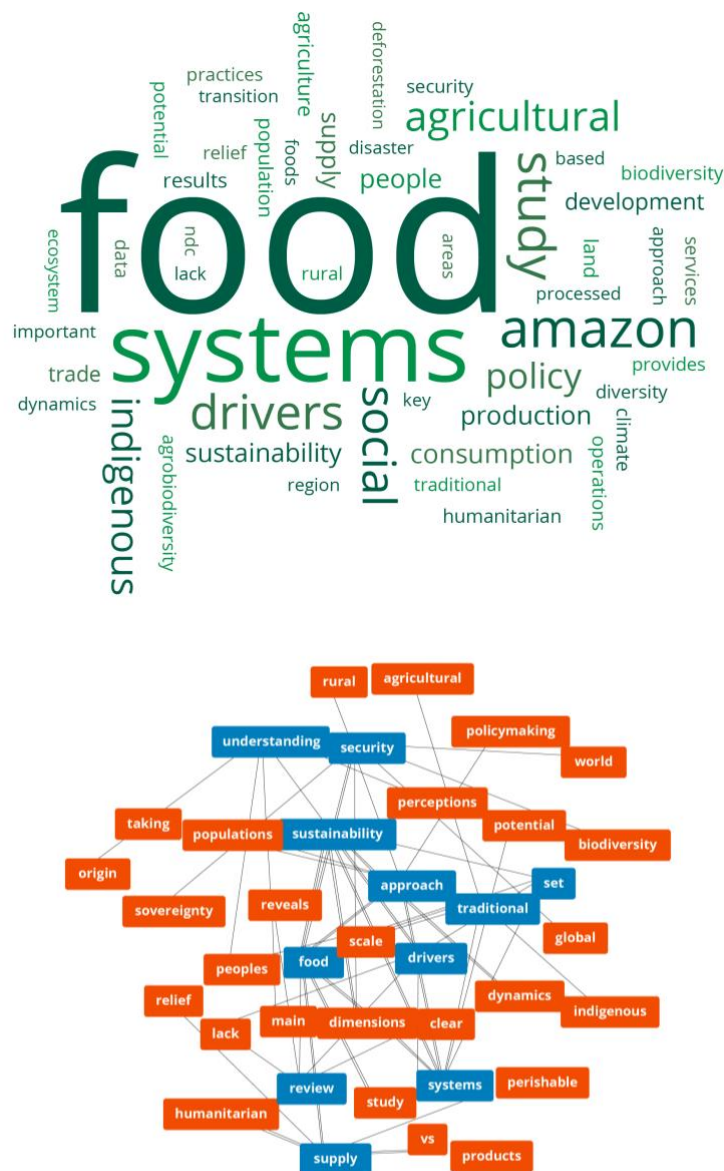 agriculture
deforestation
practices
potential
transition
security
agricultural
population
foods
supply
disaster
relief
results
people
study
based
biodiversity
development
food
ecosystem
data
ndc
lack
rural
areas
land
approach
services
processed
important
systems
amazon
trade
policy
provides
diversity
dynamics
indigenous
drivers
social
key
production
climate
agrobiodiversity
sustainability
consumption
operations
region
traditional
humanitarian
rural
agricultural
understanding
security
policymaking
world
taking
populations
sustainability
perceptions
potential
biodiversity
origin
sovereignty
reveals
approach
set
traditional
scale
global
peoples
food
drivers
relief
lack
main
dimensions
clear
dynamics
indigenous
review
systems
perishable
humanitarian
study
supply
vs
products